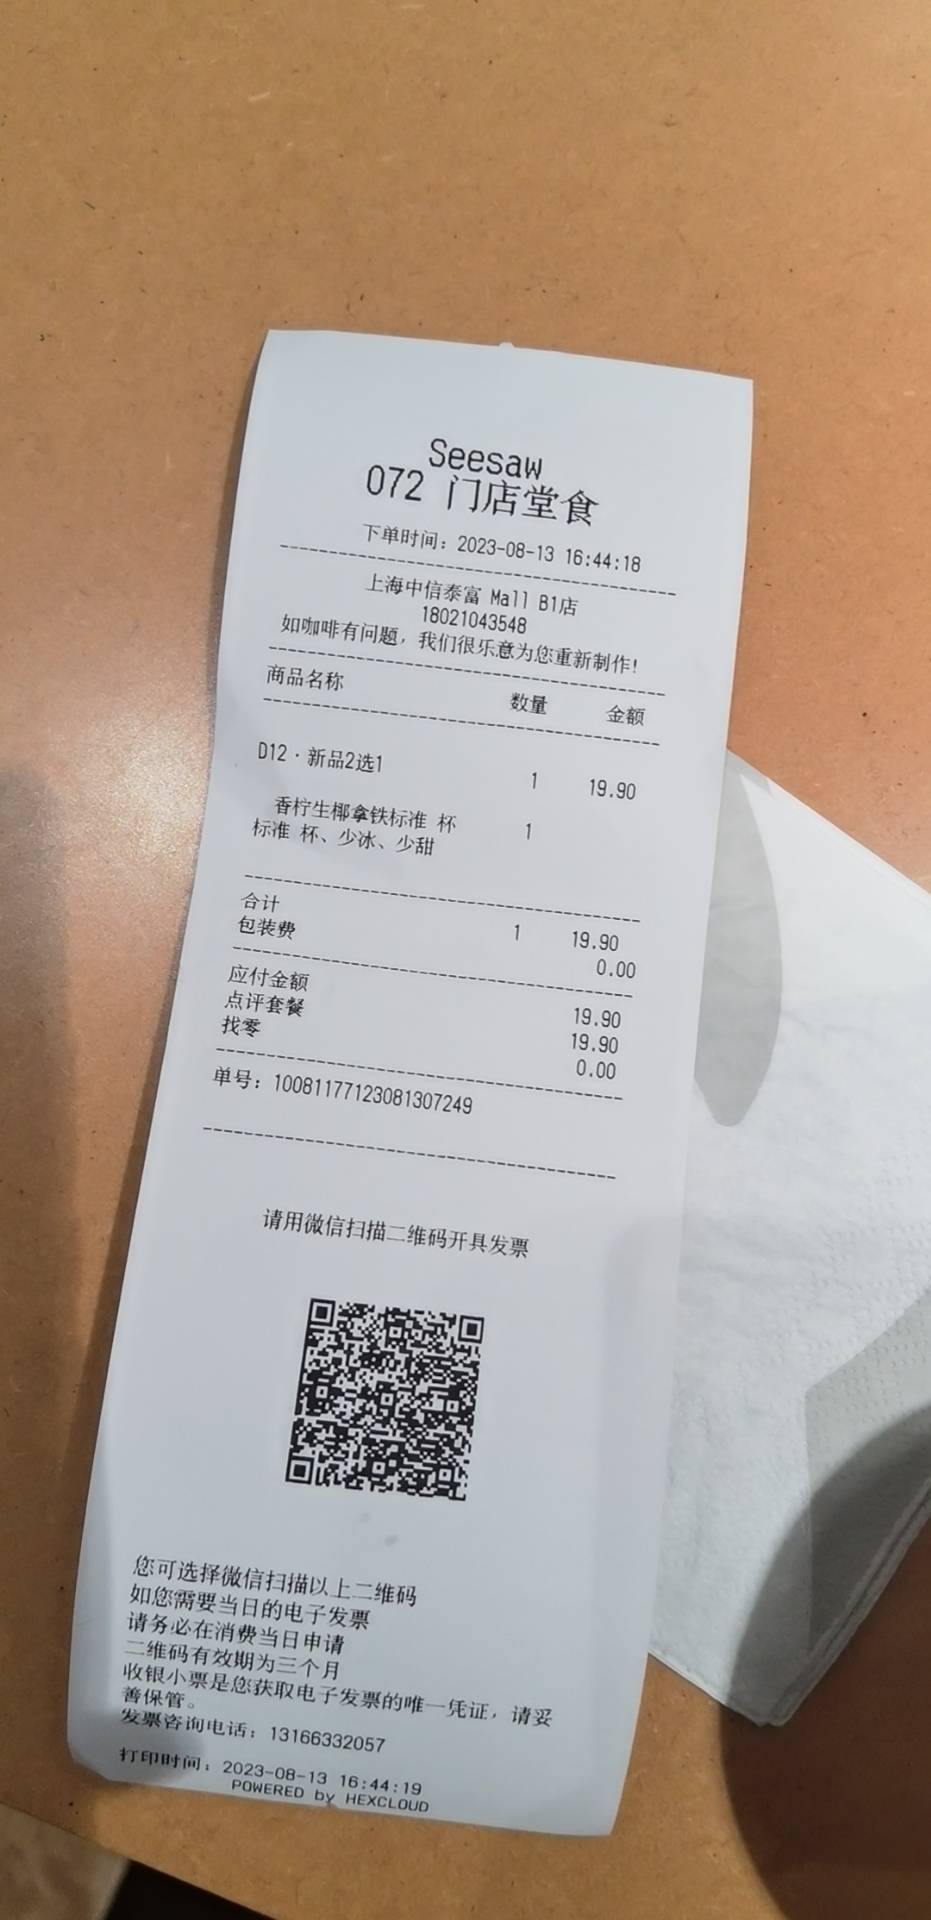 Seesaw
072 门店堂食
下单时间：2023-08-13 16:44:18
上海中信泰富 Mall B1店
18021043548
如咖啡有问题，我们很乐意为您重新制作！
商品名称 数量 金额
D12·新品2选1 1 19.90
香柠生椰拿铁标准 杯 1
标准 杯、少冰、少甜
合计 1 19.90
包装费 0.00
应付金额 19.90
点评套餐 19.90
找零 0.00
单号：10081177123081307249
请用微信扫描二维码开具发票
您可选择微信扫描以上二维码
如您需要当日的电子发票
请务必在消费当日申请
二维码有效期为三个月
收银小票是您获取电子发票的唯一凭证，请妥
善保管。
发票咨询电话：13166332057
打印时间：2023-08-13 16:44:19
POWERED by HEXCLOUD